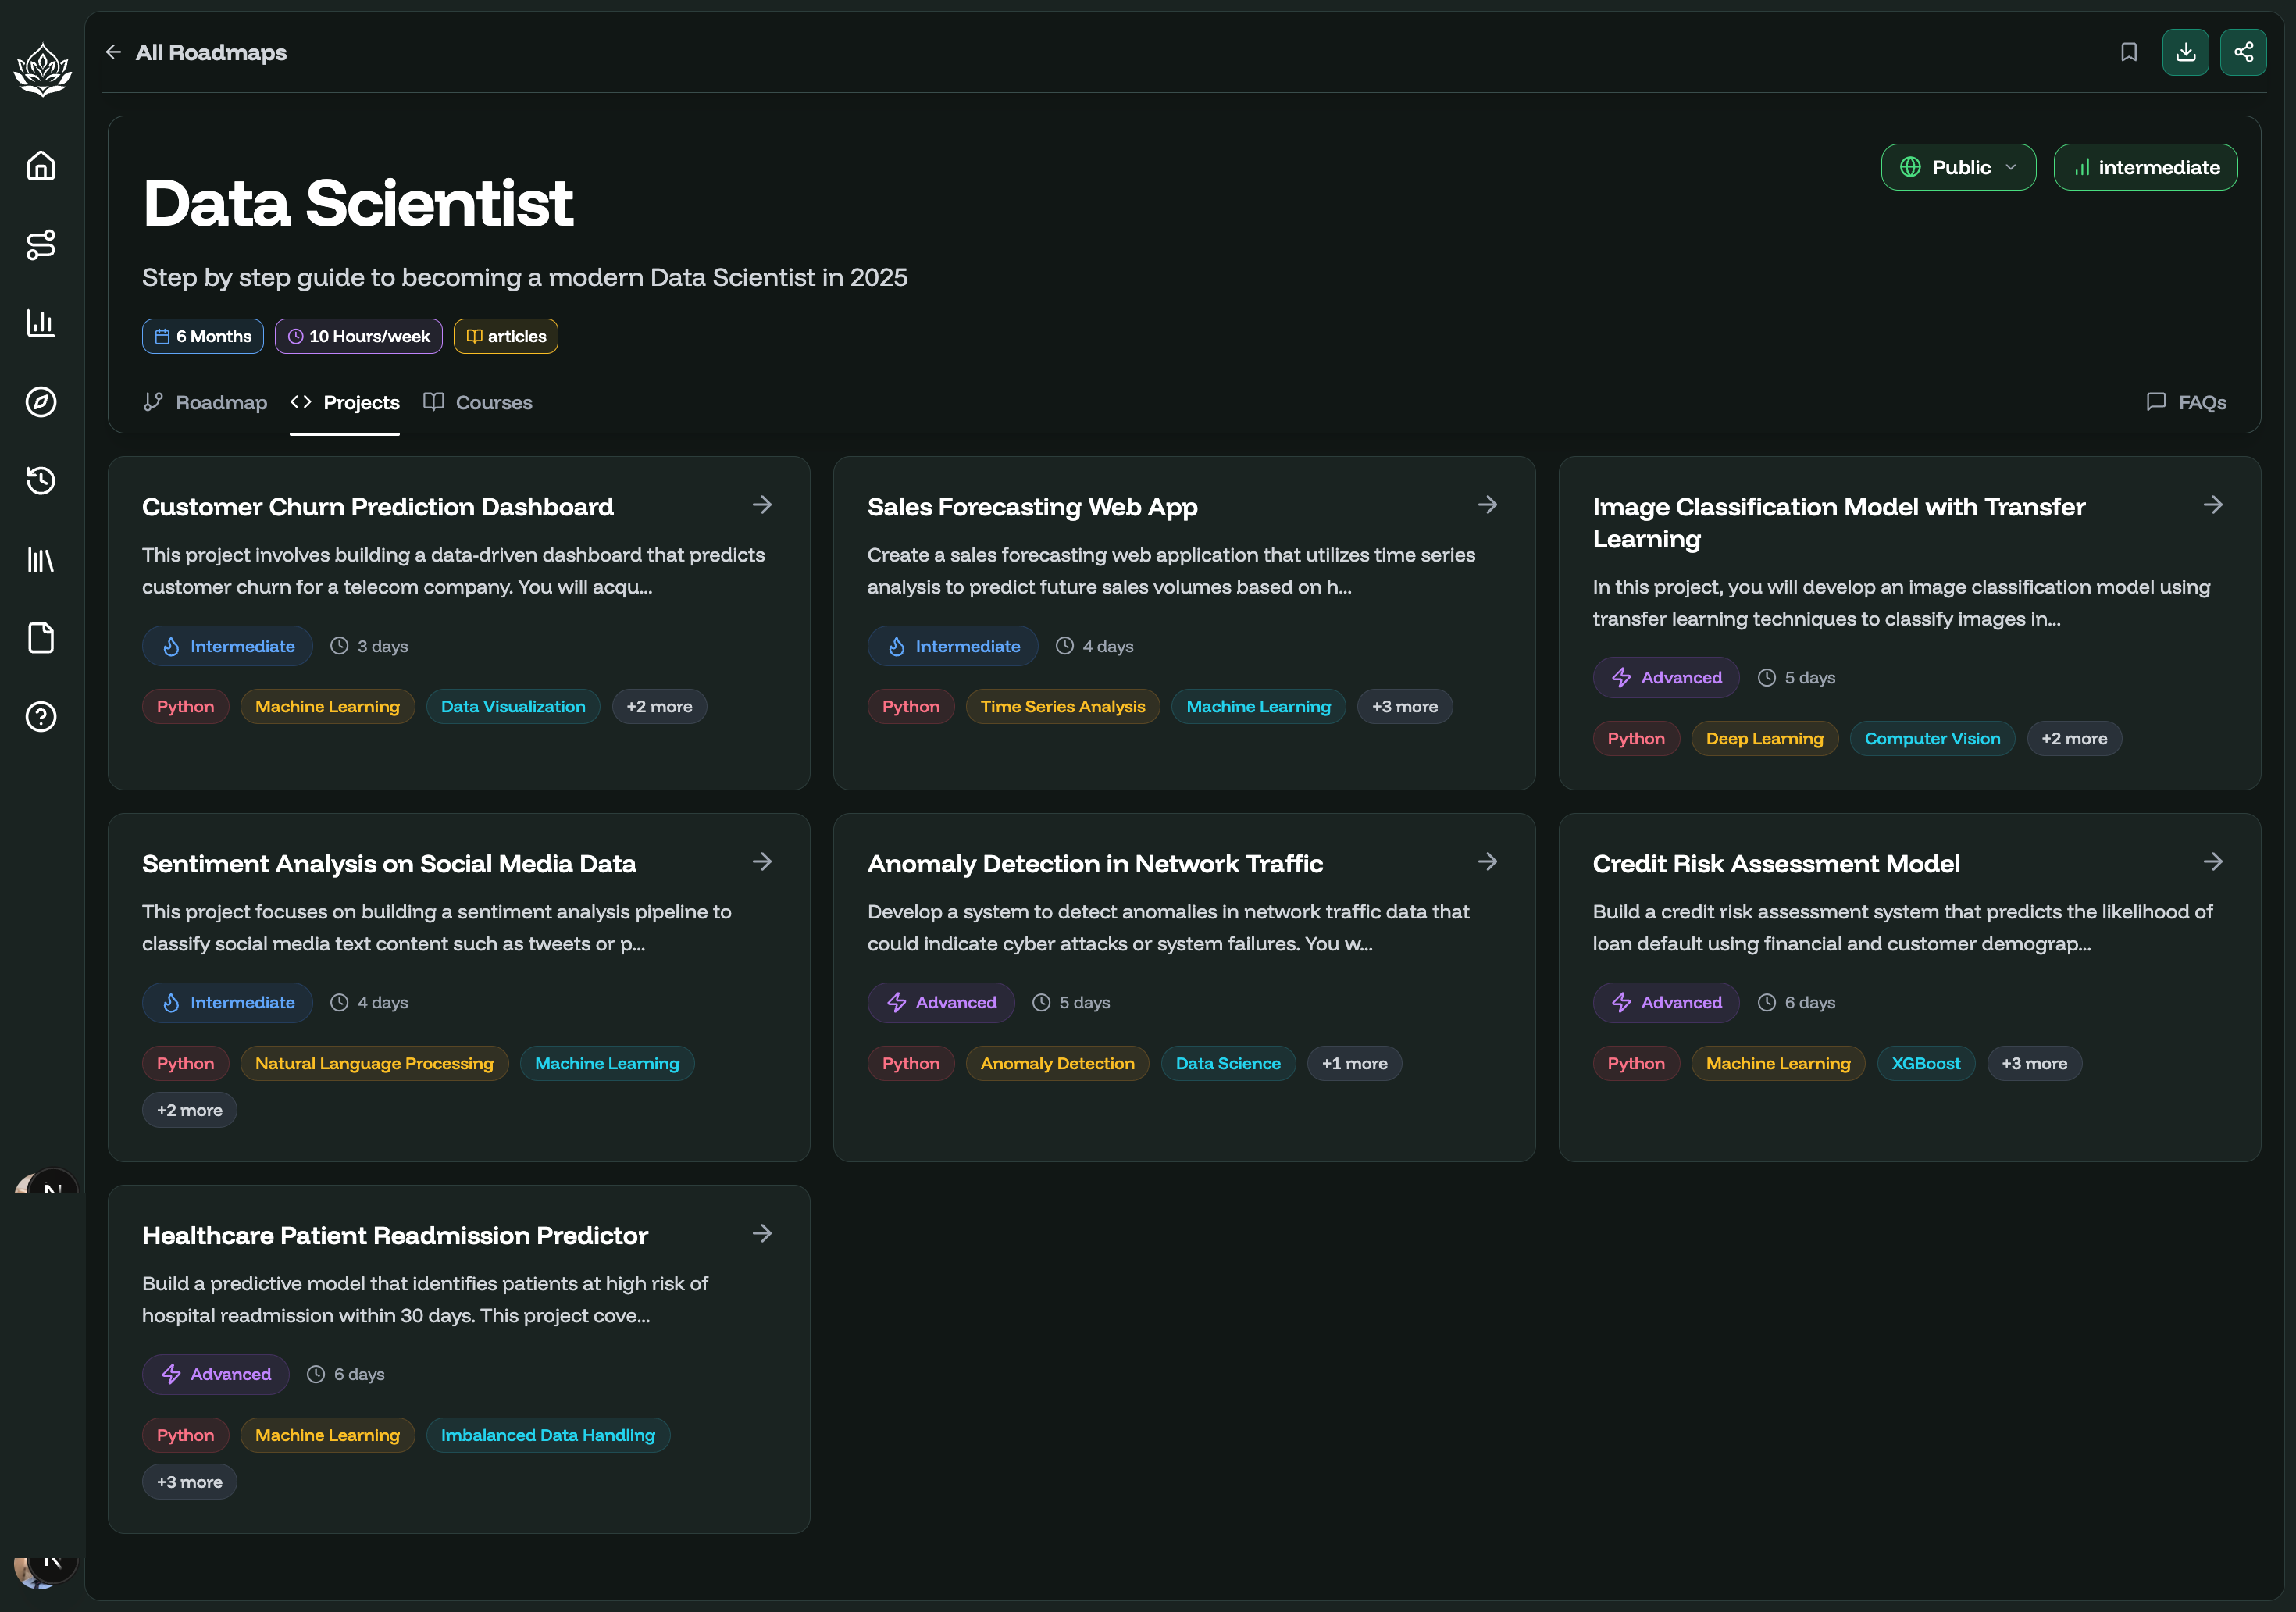 All Roadmaps
Public
intermediate
Data Scientist
Step by step guide to becoming a modern Data Scientist in 2025
6 Months
10 Hours/week
articles
Roadmap
Projects
Courses
FAQs
Customer Churn Prediction Dashboard
This project involves building a data-driven dashboard that predicts
customer churn for a telecom company. You will acqu...
Intermediate
3 days
Python
Machine Learning
Data Visualization
+2 more
Sales Forecasting Web App
Create a sales forecasting web application that utilizes time series
analysis to predict future sales volumes based on h...
Intermediate
4 days
Python
Time Series Analysis
Machine Learning
+3 more
Image Classification Model with Transfer
Learning
In this project, you will develop an image classification model using
transfer learning techniques to classify images in...
Advanced
5 days
Python
Deep Learning
Computer Vision
+2 more
Sentiment Analysis on Social Media Data
This project focuses on building a sentiment analysis pipeline to
classify social media text content such as tweets or p...
Intermediate
4 days
Python
Natural Language Processing
Machine Learning
+2 more
Anomaly Detection in Network Traffic
Develop a system to detect anomalies in network traffic data that
could indicate cyber attacks or system failures. You w...
Advanced
5 days
Python
Anomaly Detection
Data Science
+1 more
Credit Risk Assessment Model
Build a credit risk assessment system that predicts the likelihood of
loan default using financial and customer demograp...
Advanced
6 days
Python
Machine Learning
XGBoost
+3 more
Healthcare Patient Readmission Predictor
Build a predictive model that identifies patients at high risk of
hospital readmission within 30 days. This project cove...
Advanced
6 days
Python
Machine Learning
Imbalanced Data Handling
+3 more